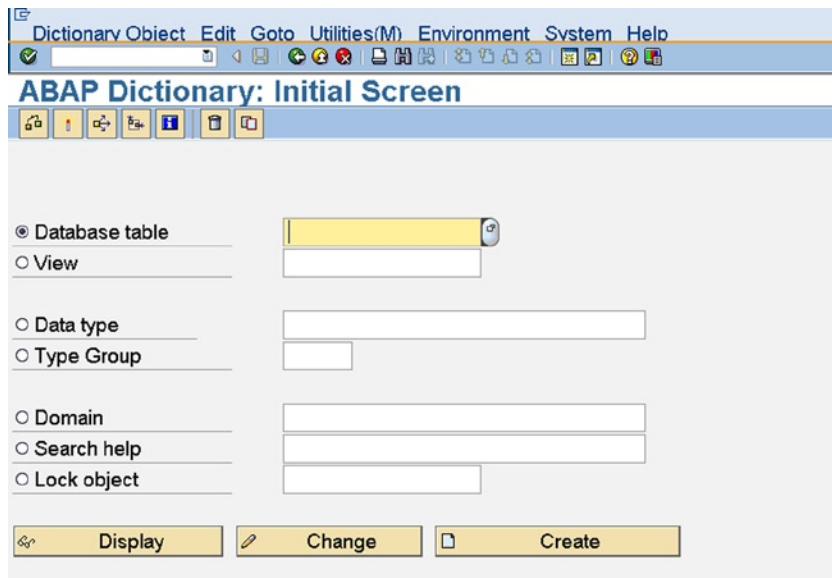 Dictionary Object Edit Goto Utilities(M) Environment System Help
ABAP Dictionary: Initial Screen
Database table
View
Data type
Type Group
Domain
Search help
Lock object
Display Change Create